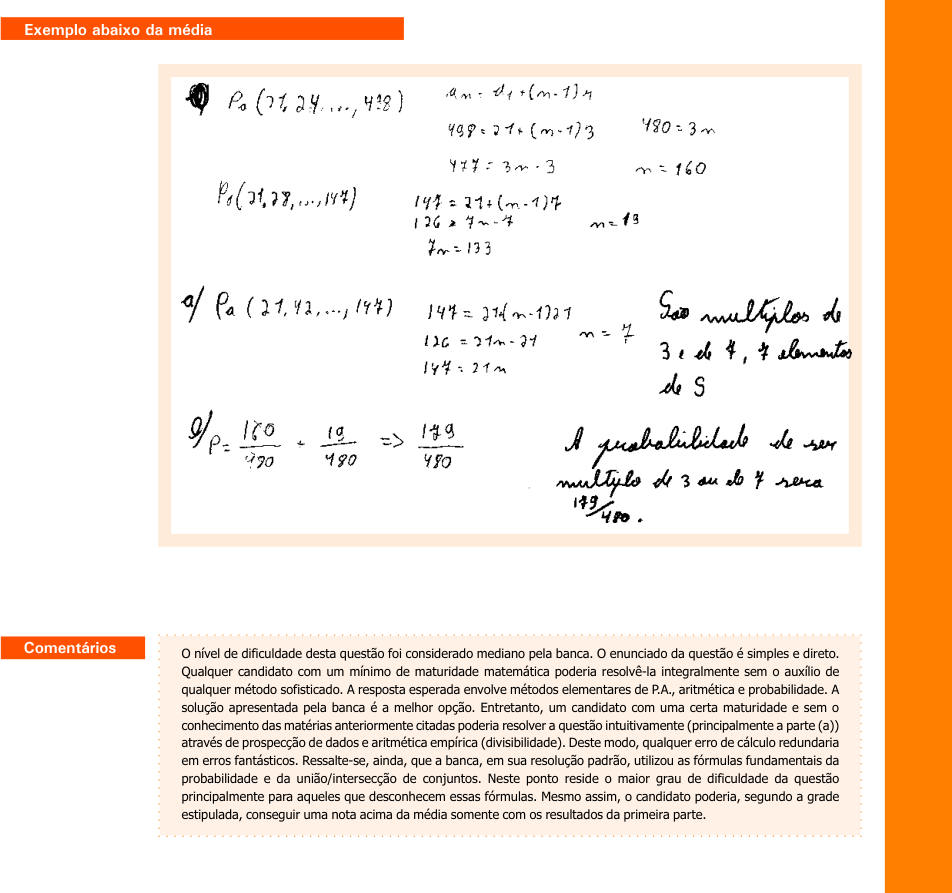 Exemplo abaixo da média
Pa (21, 24, ..., 498)
an = a1 + (n-1) r
498 = 21 + (n-1)3
480 = 3n
477 = 3n - 3
n = 160
Pa (21, 28, ..., 147)
147 = 21 + (n-1)7
126 = 7n - 7
n = 19
7n = 133
a/ Pa (21, 42, ..., 147)
147 = 21+(n-1)21
126 = 21n - 21
n = 7
147 = 21n
São multiplos de
3 e de 7, 7 elementos
de S
P = 160/480 + 19/480 => 179/480
A probabilidade de ser
multiplo de 3 ou de 7 sera
179/480.
Comentários
O nível de dificuldade desta questão foi considerado mediano pela banca. O enunciado da questão é simples e direto.
Qualquer candidato com um mínimo de maturidade matemática poderia resolvê-la integralmente sem o auxílio de
qualquer método sofisticado. A resposta esperada envolve métodos elementares de P.A., aritmética e probabilidade. A
solução apresentada pela banca é a melhor opção. Entretanto, um candidato com uma certa maturidade e sem o
conhecimento das matérias anteriormente citadas poderia resolver a questão intuitivamente (principalmente a parte (a))
através de prospecção de dados e aritmética empírica (divisibilidade). Deste modo, qualquer erro de cálculo redundaria
em erros fantásticos. Ressalte-se, ainda, que a banca, em sua resolução padrão, utilizou as fórmulas fundamentais da
probabilidade e da união/intersecção de conjuntos. Neste ponto reside o maior grau de dificuldade da questão
principalmente para aqueles que desconhecem essas fórmulas. Mesmo assim, o candidato poderia, segundo a grade
estipulada, conseguir uma nota acima da média somente com os resultados da primeira parte.